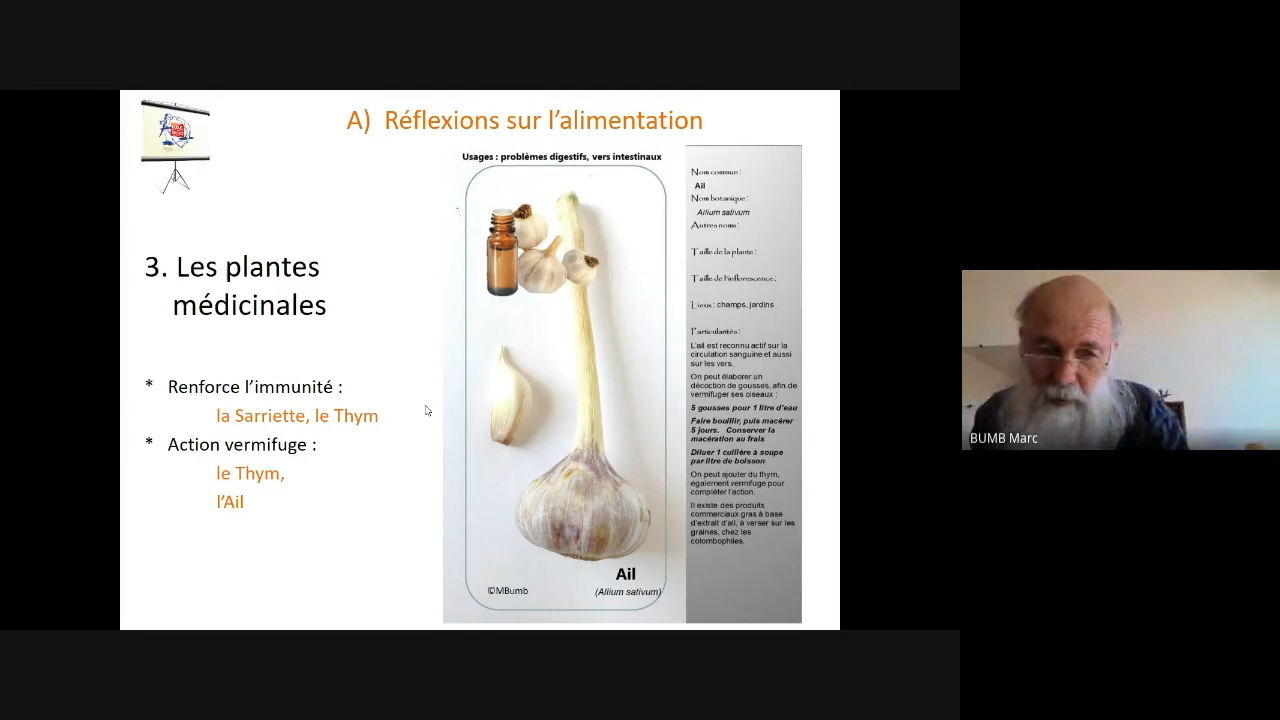 A) Réflexions sur l'alimentation
3. Les plantes
médicinales
* Renforce l'immunité :
la Sarriette, le Thym
* Action vermifuge :
le Thym,
l'Ail
Usages : problèmes digestifs, vers intestinaux
Ail
(Allium sativum)
©MBumb
Nom commun :
Ail
Nom botanique :
Allium sativum
Autres noms :
Taille de la plante :
Taille de l'inflorescence :
Lieux : champs, jardins
Particularités :
L'ail est reconnu actif sur la
circulation sanguine et aussi
sur les vers.
On peut élaborer un
décoction de gousses, afin de
vermifuger ses oiseaux :
5 gousses pour 1 litre d'eau
Faire bouillir, puis macérer
5 jours. Conserver la
macération au frais
Diluer 1 cuillère à soupe
par litre de boisson
On peut ajouter du thym,
également vermifuge pour
compléter l'action.
Il existe des produits
commerciaux gras à base
d'extrait d'ail, à verser sur les
graines, chez les
colombophiles.
BUMB Marc